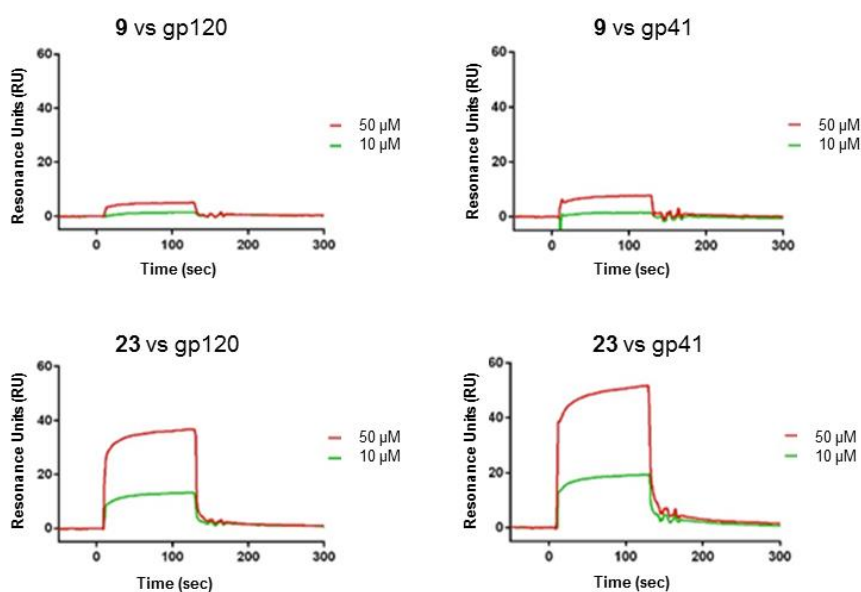 9 vs gp120
Resonance Units (RU)
60
40
20
0
0
100
200
300
Time (sec)
50 µM
10 µM
9 vs gp41
Resonance Units (RU)
60
40
20
0
0
100
200
300
Time (sec)
50 µM
10 µM
23 vs gp120
Resonance Units (RU)
60
40
20
0
0
100
200
300
Time (sec)
50 µM
10 µM
23 vs gp41
Resonance Units (RU)
60
40
20
0
0
100
200
300
Time (sec)
50 µM
10 µM